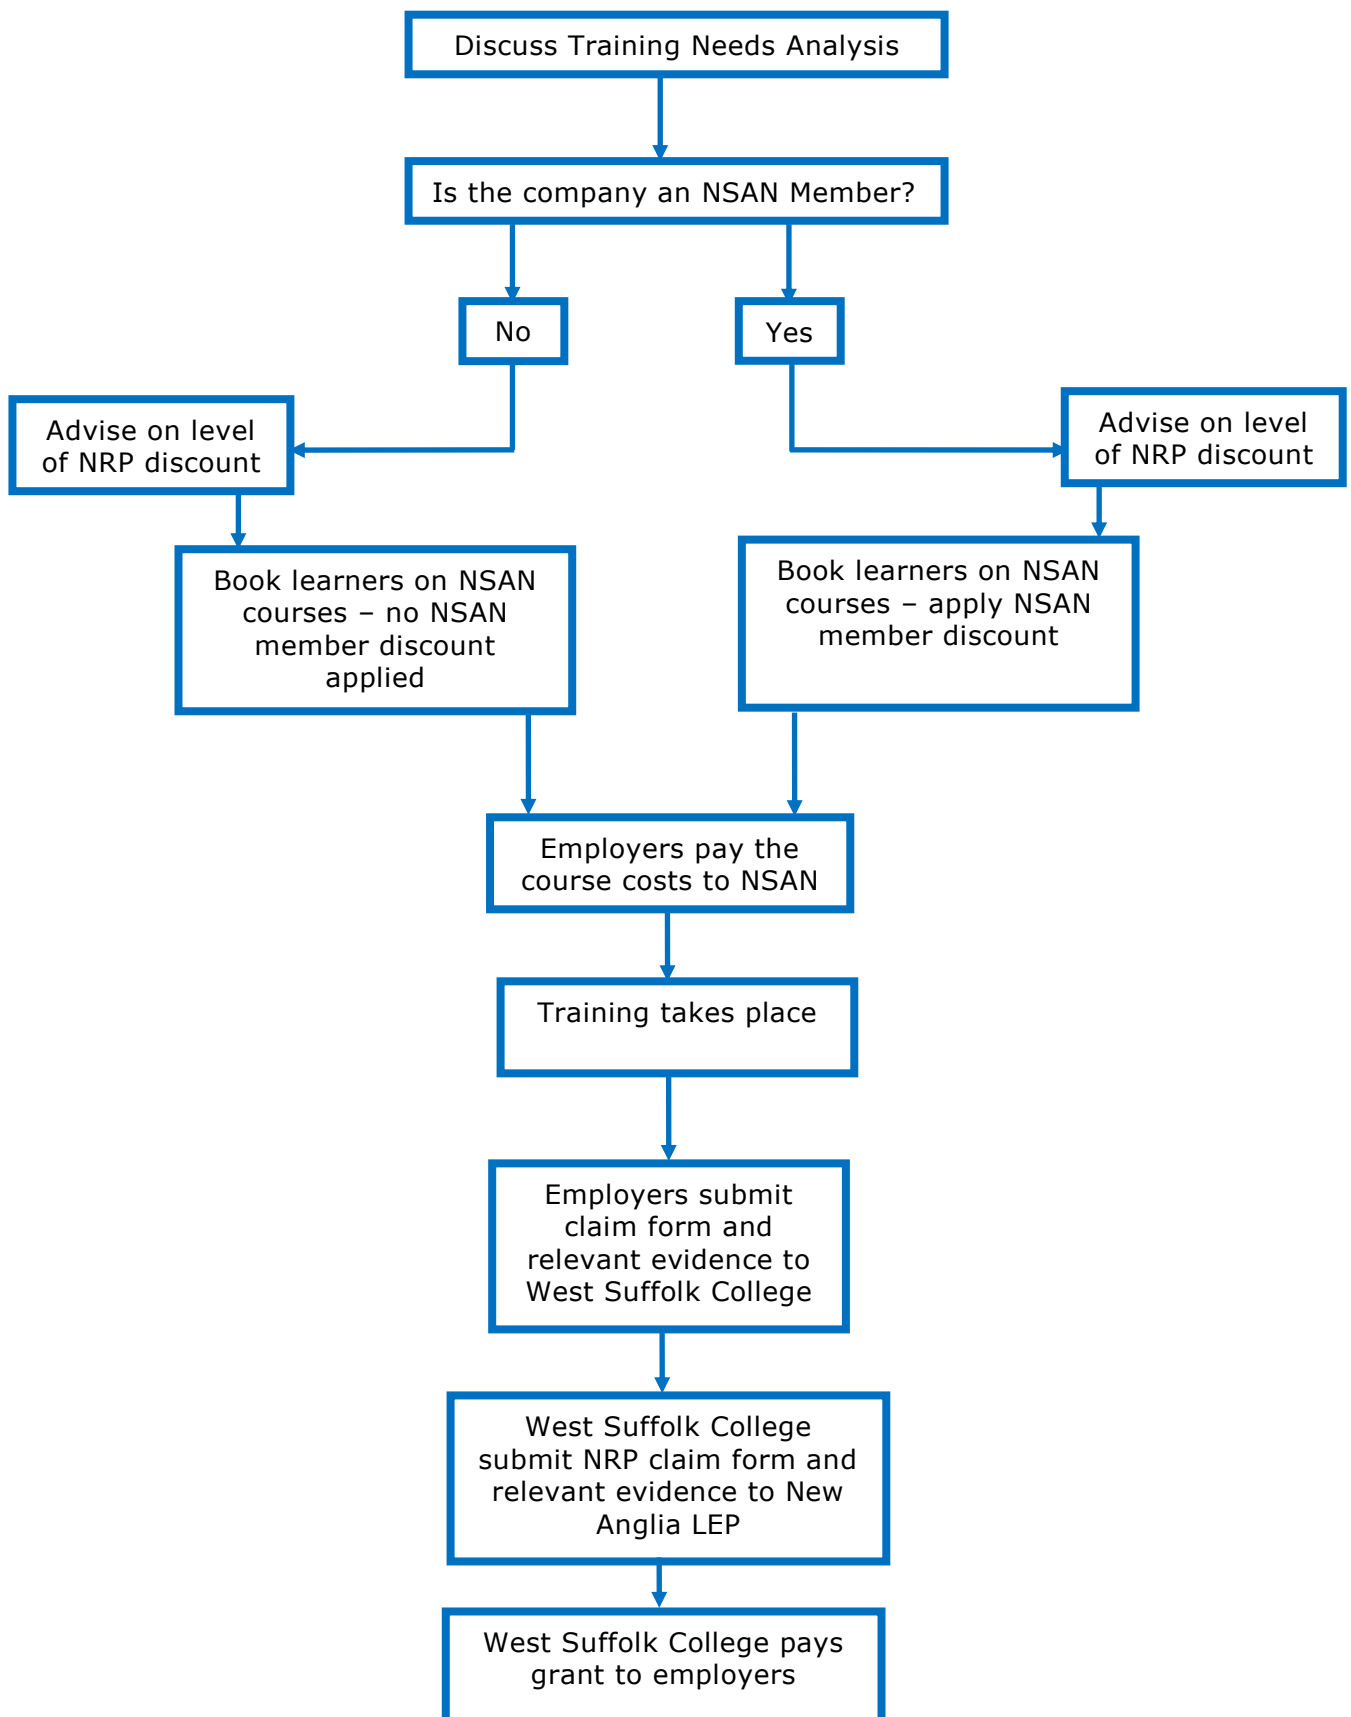 Discuss Training Needs Analysis
Is the company an NSAN Member?
No
Yes
Advise on level
of NRP discount
Advise on level
of NRP discount
Book learners on NSAN
courses – no NSAN
member discount
applied
Book learners on NSAN
courses – apply NSAN
member discount
Employers pay the
course costs to NSAN
Training takes place
Employers submit
claim form and
relevant evidence to
West Suffolk College
West Suffolk College
submit NRP claim form and
relevant evidence to New
Anglia LEP
West Suffolk College pays
grant to employers